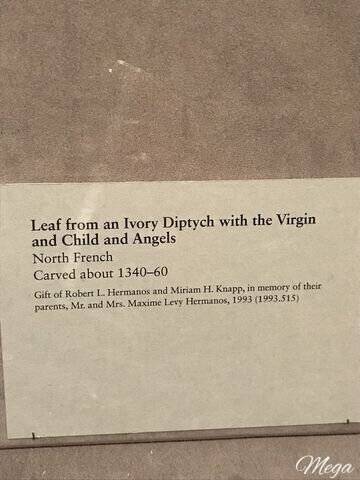 Leaf from an Ivory Diptych with the Virgin
and Child and Angels
North French
Carved about 1340–60
Gift of Robert L. Hermanos and Miriam H. Knapp, in memory of their
parents, Mr. and Mrs. Maxime Levy Hermanos, 1993 (1993.515)
Mega